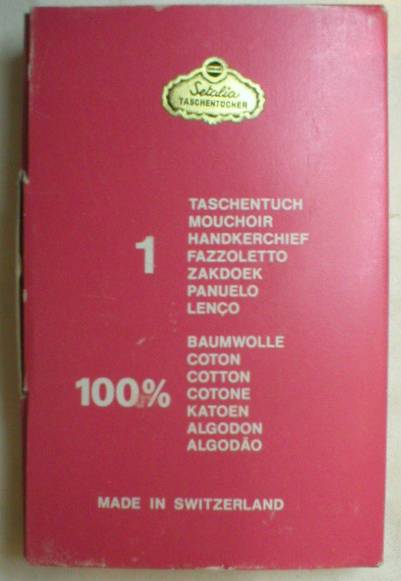 Setalia
TASCHENTÜCHER
1
TASCHENTUCH
MOUCHOIR
HANDKERCHIEF
FAZZOLETTO
ZAKDOEK
PANUELO
LENÇO
100%
BAUMWOLLE
COTON
COTTON
COTONE
KATOEN
ALGODON
ALGODÃO
MADE IN SWITZERLAND